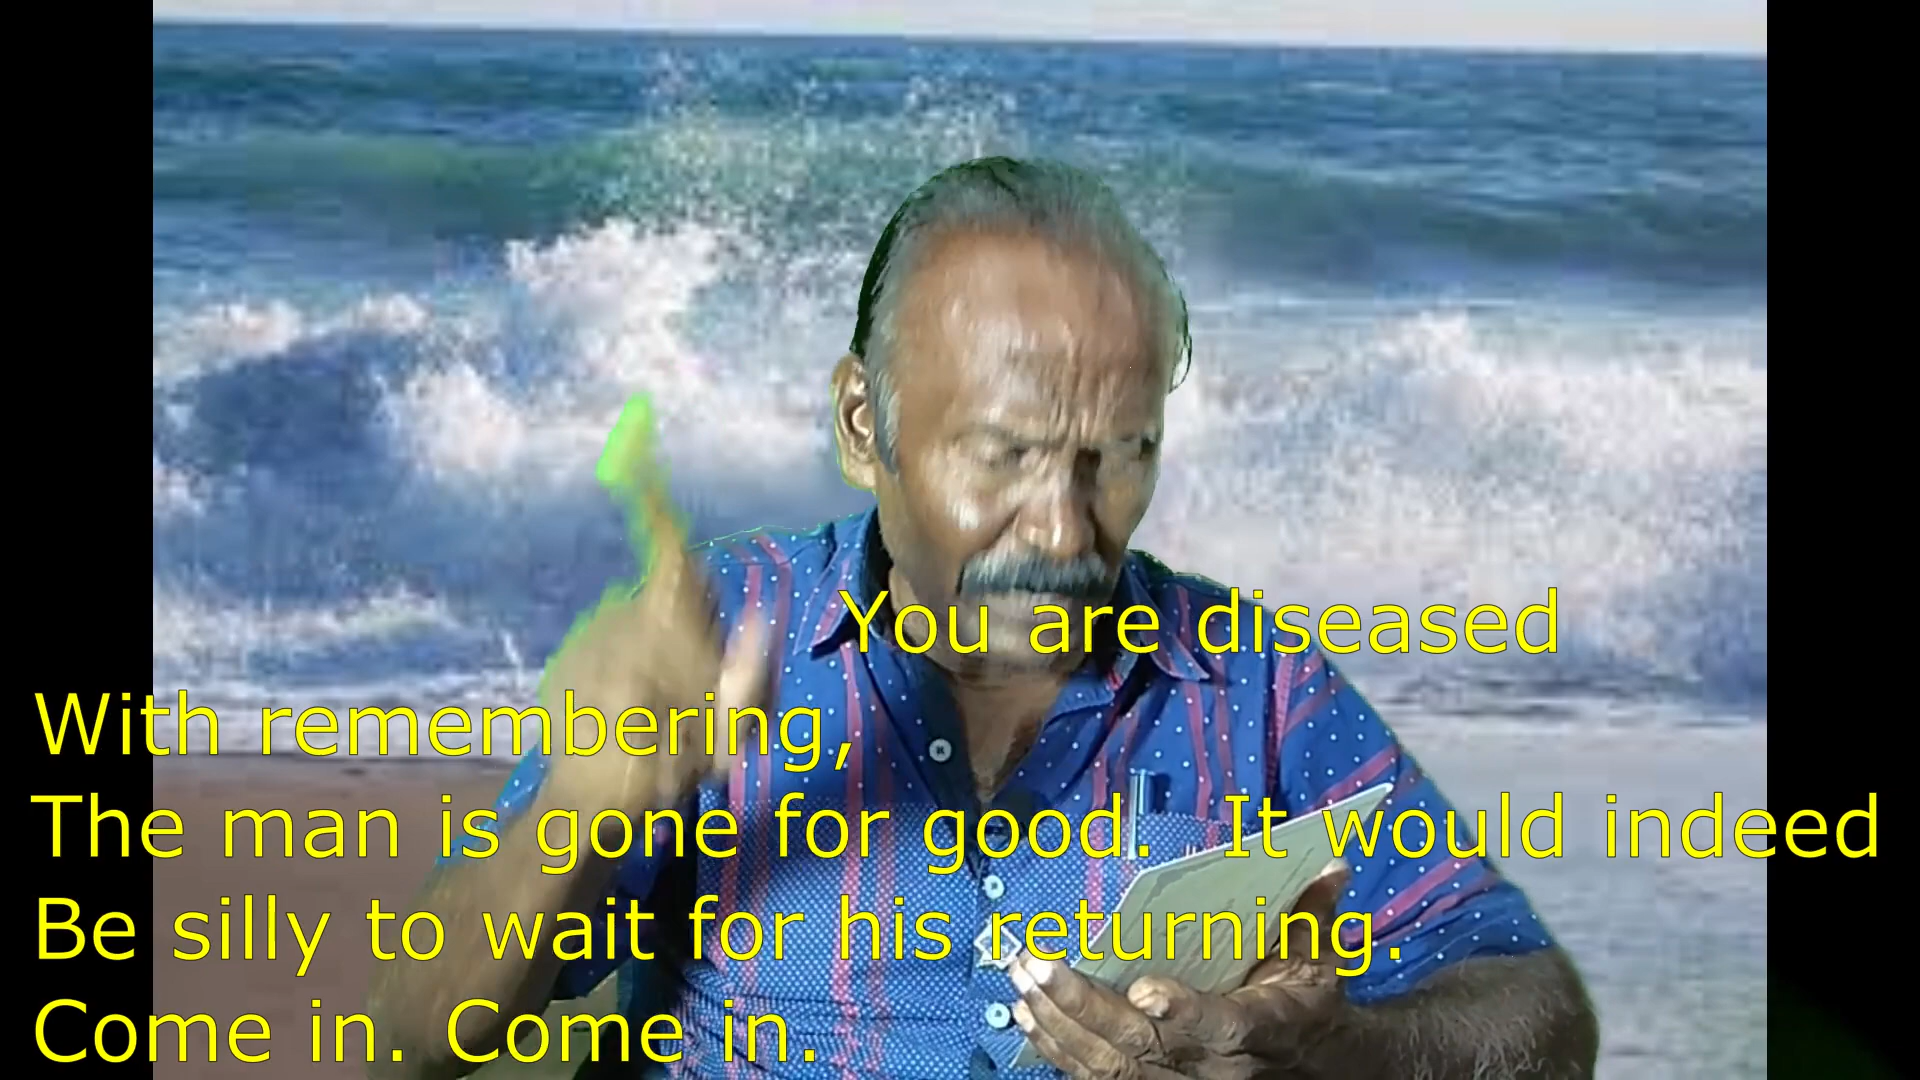 You are diseased
With remembering,
The man is gone for good.  It would indeed
Be silly to wait for his returning.
Come in. Come in.